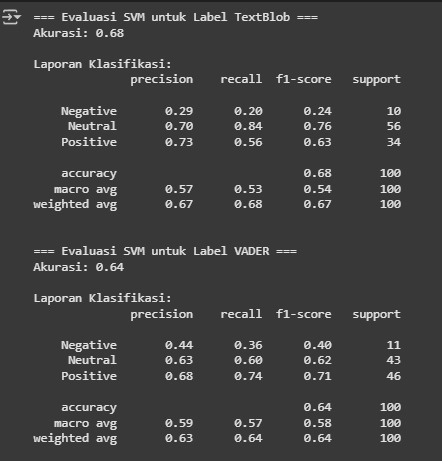 === Evaluasi SVM untuk Label TextBlob ===
Akurasi: 0.68
Laporan Klasifikasi:
precision recall f1-score support
Negative 0.29 0.20 0.24 10
Neutral 0.70 0.84 0.76 56
Positive 0.73 0.56 0.63 34
accuracy 0.68 100
macro avg 0.57 0.53 0.54 100
weighted avg 0.67 0.68 0.67 100
=== Evaluasi SVM untuk Label VADER ===
Akurasi: 0.64
Laporan Klasifikasi:
precision recall f1-score support
Negative 0.44 0.36 0.40 11
Neutral 0.63 0.60 0.62 43
Positive 0.68 0.74 0.71 46
accuracy 0.64 100
macro avg 0.59 0.57 0.58 100
weighted avg 0.63 0.64 0.64 100